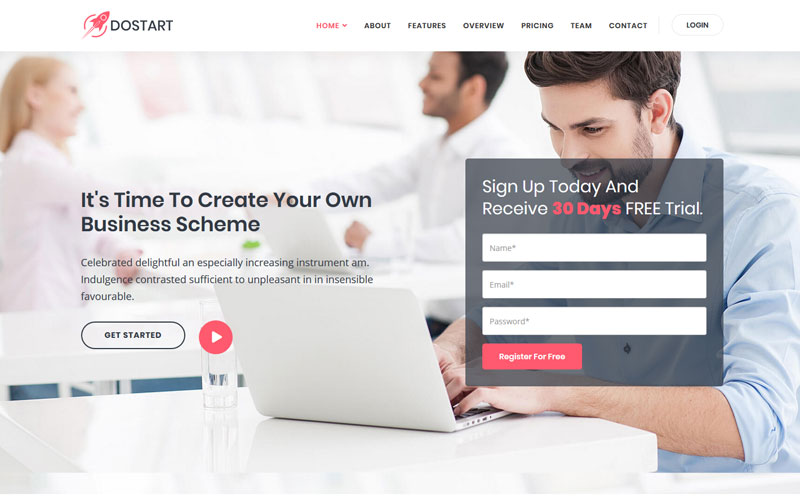 DOSTART
HOME
ABOUT
FEATURES
OVERVIEW
PRICING
TEAM
CONTACT
LOGIN
It's Time To Create Your Own
Business Scheme
Celebrated delightful an especially increasing instrument am.
Indulgence contrasted sufficient to unpleasant in in insensible
favourable.
GET STARTED
Sign Up Today And
Receive 30 Days FREE Trial.
Name*
Email*
Password*
Register For Free